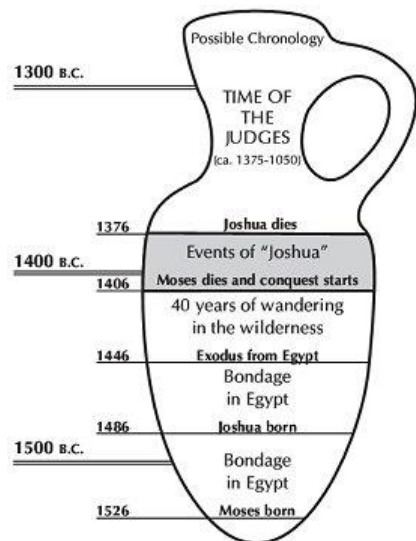 Possible Chronology
1300 B.C.
TIME OF
THE
JUDGES
(ca. 1375-1050)
1376
Joshua dies
Events of “Joshua”
1400 B.C.
1406
Moses dies and conquest starts
40 years of wandering
in the wilderness
1446
Exodus from Egypt
Bondage
in Egypt
1486
Joshua born
1500 B.C.
Bondage
in Egypt
1526
Moses born